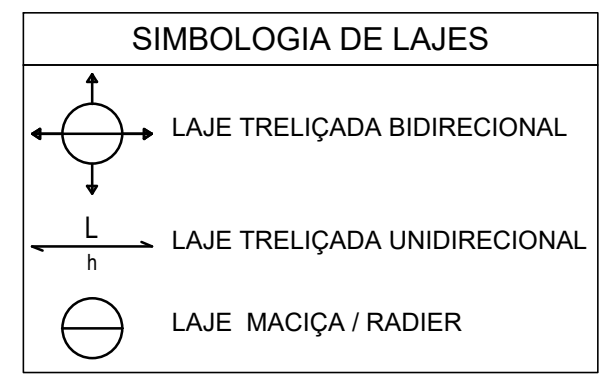 SIMBOLOGIA DE LAJES
LAJE TRELIÇADA BIDIRECIONAL
L
h
LAJE TRELIÇADA UNIDIRECIONAL
LAJE MACIÇA / RADIER